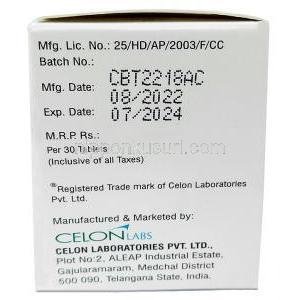 Mfg. Lic. No.: 25/HD/AP/2003/F/CC
Batch No.:
CBT2218AC
Mfg. Date: 08/2022
Exp. Date: 07/2024
M.R.P. Rs.:
Per 30 Tablets
(Inclusive of all Taxes)
®Registered Trade mark of Celon Laboratories
Pvt. Ltd.
Manufactured & Marketed by:
CELON LABS
CELON LABORATORIES PVT. LTD.,
Plot No:2, ALEAP Industrial Estate,
Gajularamaram, Medchal District
500 090, Telangana State, India.